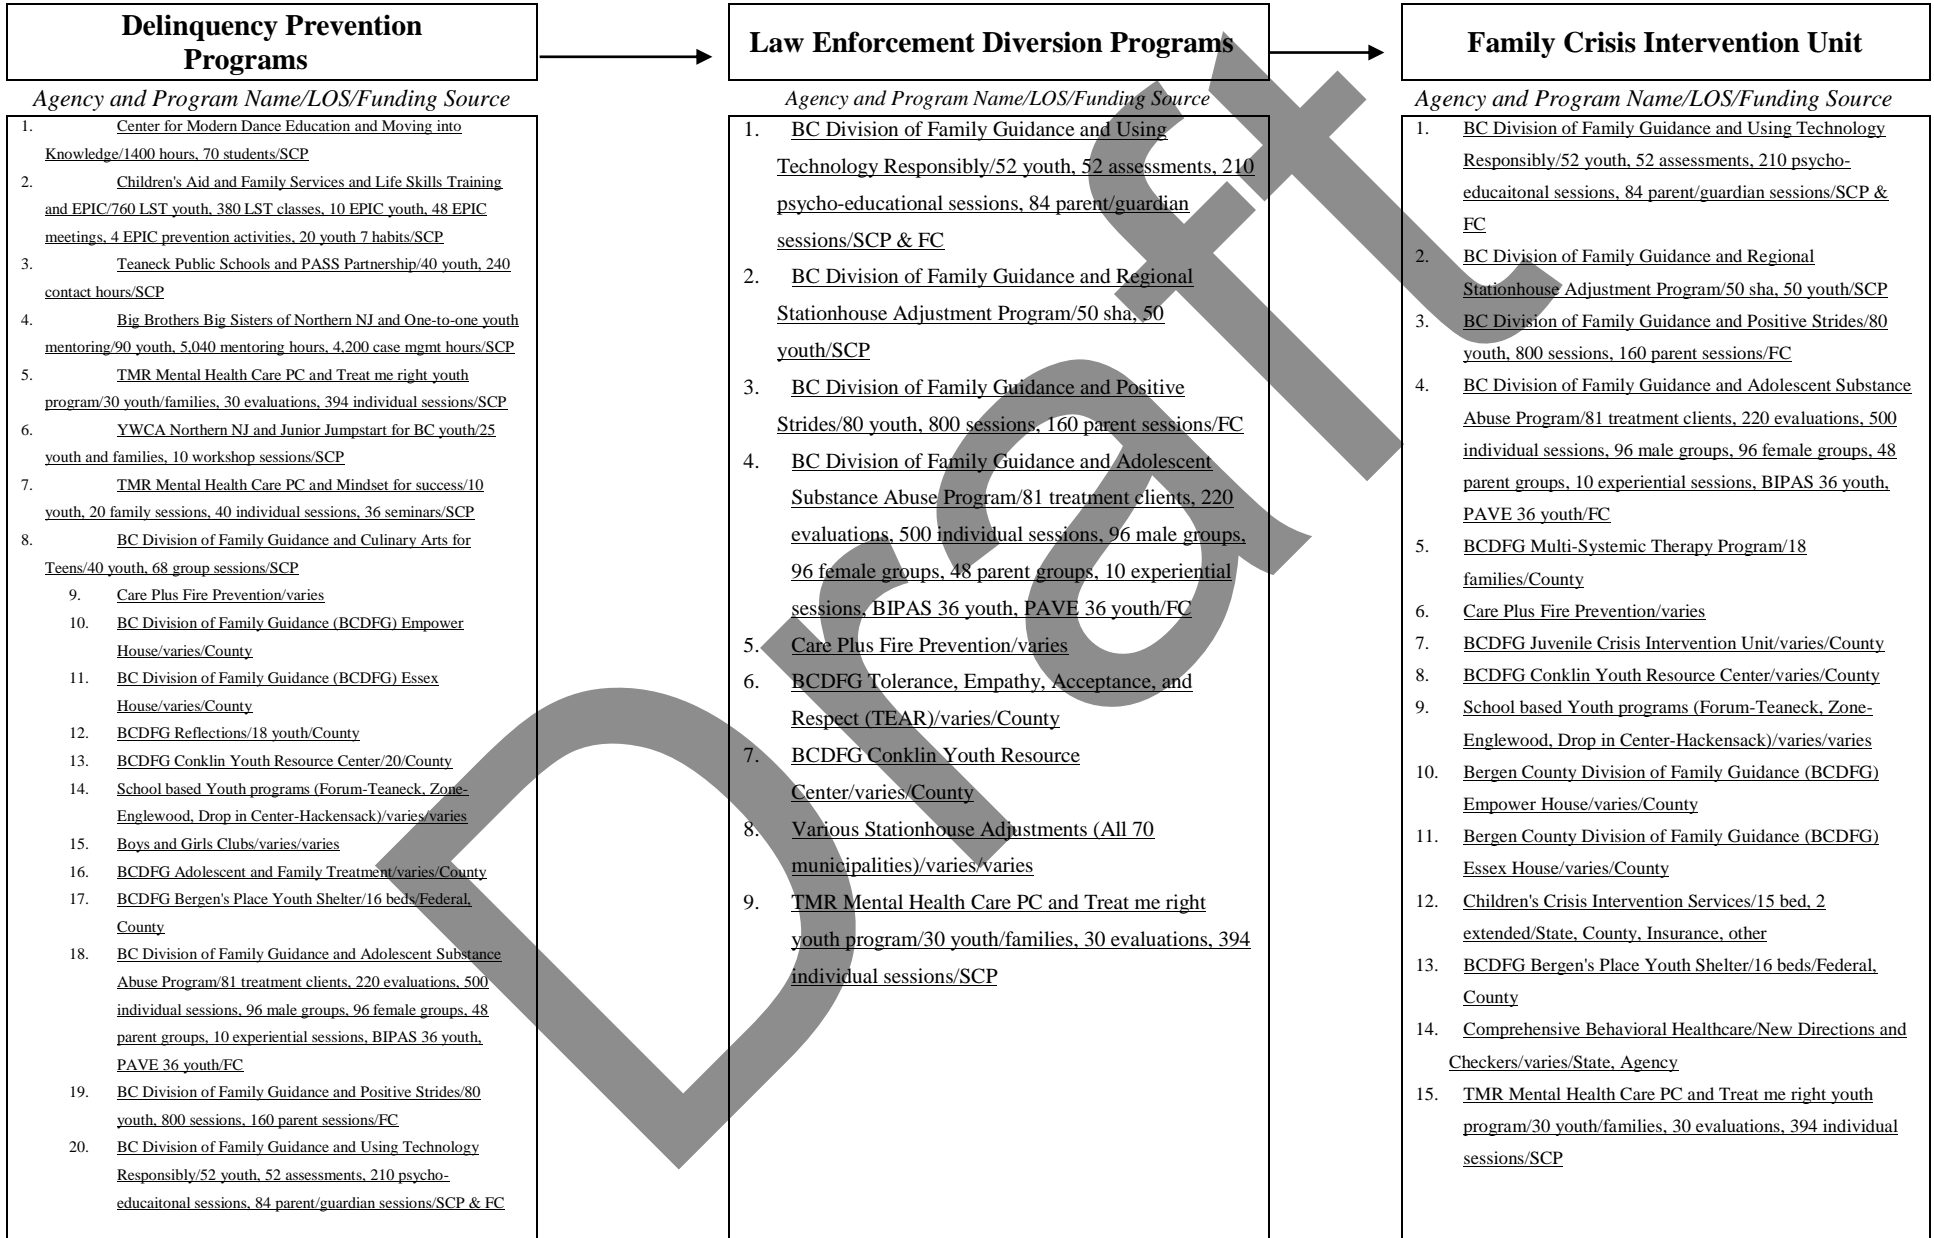 Delinquency Prevention
Programs
Agency and Program Name/LOS/Funding Source
1. Center for Modern Dance Education and Moving into
Knowledge/1400 hours, 70 students/SCP
2. Children's Aid and Family Services and Life Skills Training
and EPIC/760 LST youth, 380 LST classes, 10 EPIC youth, 48 EPIC
meetings, 4 EPIC prevention activities, 20 youth 7 habits/SCP
3. Teaneck Public Schools and PASS Partnership/40 youth, 240
contact hours/SCP
4. Big Brothers Big Sisters of Northern NJ and One-to-one youth
mentoring/90 youth, 5,040 mentoring hours, 4,200 case mgmt hours/SCP
5. TMR Mental Health Care PC and Treat me right youth
program/30 youth/families, 30 evaluations, 394 individual sessions/SCP
6. YWCA Northern NJ and Junior Jumpstart for BC youth/25
youth and families, 10 workshop sessions/SCP
7. TMR Mental Health Care PC and Mindset for success/10
youth, 20 family sessions, 40 individual sessions, 36 seminars/SCP
8. BC Division of Family Guidance and Culinary Arts for
Teens/40 youth, 68 group sessions/SCP
9. Care Plus Fire Prevention/varies
10. BC Division of Family Guidance (BCDFG) Empower
House/varies/County
11. BC Division of Family Guidance (BCDFG) Essex
House/varies/County
12. BCDFG Reflections/18 youth/County
13. BCDFG Conklin Youth Resource Center/20/County
14. School based Youth programs (Forum-Teaneck, Zone-
Englewood, Drop in Center-Hackensack)/varies/varies
15. Boys and Girls Clubs/varies/varies
16. BCDFG Adolescent and Family Treatment/varies/County
17. BCDFG Bergen's Place Youth Shelter/16 beds/Federal,
County
18. BC Division of Family Guidance and Adolescent Substance
Abuse Program/81 treatment clients, 220 evaluations, 500
individual sessions, 96 male groups, 96 female groups, 48
parent groups, 10 experiential sessions, BIPAS 36 youth,
PAVE 36 youth/FC
19. BC Division of Family Guidance and Positive Strides/80
youth, 800 sessions, 160 parent sessions/FC
20. BC Division of Family Guidance and Using Technology
Responsibly/52 youth, 52 assessments, 210 psycho-
educaitonal sessions, 84 parent/guardian sessions/SCP & FC
Law Enforcement Diversion Programs
Agency and Program Name/LOS/Funding Source
1. BC Division of Family Guidance and Using
Technology Responsibly/52 youth, 52 assessments, 210
psycho-educational sessions, 84 parent/guardian
sessions/SCP & FC
2. BC Division of Family Guidance and Regional
Stationhouse Adjustment Program/50 sha, 50
youth/SCP
3. BC Division of Family Guidance and Positive
Strides/80 youth, 800 sessions, 160 parent sessions/FC
4. BC Division of Family Guidance and Adolescent
Substance Abuse Program/81 treatment clients, 220
evaluations, 500 individual sessions, 96 male groups,
96 female groups, 48 parent groups, 10 experiential
sessions, BIPAS 36 youth, PAVE 36 youth/FC
5. Care Plus Fire Prevention/varies
6. BCDFG Tolerance, Empathy, Acceptance, and
Respect (TEAR)/varies/County
7. BCDFG Conklin Youth Resource
Center/varies/County
8. Various Stationhouse Adjustments (All 70
municipalities)/varies/varies
9. TMR Mental Health Care PC and Treat me right
youth program/30 youth/families, 30 evaluations, 394
individual sessions/SCP
Family Crisis Intervention Unit
Agency and Program Name/LOS/Funding Source
1. BC Division of Family Guidance and Using Technology
Responsibly/52 youth, 52 assessments, 210 psycho-
educaitonal sessions, 84 parent/guardian sessions/SCP &
FC
2. BC Division of Family Guidance and Regional
Stationhouse Adjustment Program/50 sha, 50 youth/SCP
3. BC Division of Family Guidance and Positive Strides/80
youth, 800 sessions, 160 parent sessions/FC
4. BC Division of Family Guidance and Adolescent Substance
Abuse Program/81 treatment clients, 220 evaluations, 500
individual sessions, 96 male groups, 96 female groups, 48
parent groups, 10 experiential sessions, BIPAS 36 youth,
PAVE 36 youth/FC
5. BCDFG Multi-Systemic Therapy Program/18
families/County
6. Care Plus Fire Prevention/varies
7. BCDFG Juvenile Crisis Intervention Unit/varies/County
8. BCDFG Conklin Youth Resource Center/varies/County
9. School based Youth programs (Forum-Teaneck, Zone-
Englewood, Drop in Center-Hackensack)/varies/varies
10. Bergen County Division of Family Guidance (BCDFG)
Empower House/varies/County
11. Bergen County Division of Family Guidance (BCDFG)
Essex House/varies/County
12. Children's Crisis Intervention Services/15 bed, 2
extended/State, County, Insurance, other
13. BCDFG Bergen's Place Youth Shelter/16 beds/Federal,
County
14. Comprehensive Behavioral Healthcare/New Directions and
Checkers/varies/State, Agency
15. TMR Mental Health Care PC and Treat me right youth
program/30 youth/families, 30 evaluations, 394 individual
sessions/SCP
Draft